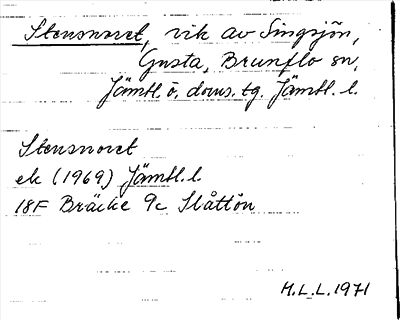 Stensnoret, vik av Singsjön,
Gusta, Brunflo sn,
Jämtl. ö. doms. tg. Jämtl. l.
Stensnoret
ek (1969) Jämtl. l.
18F Bräcke 9c Slåttön
M.L.L. 1971